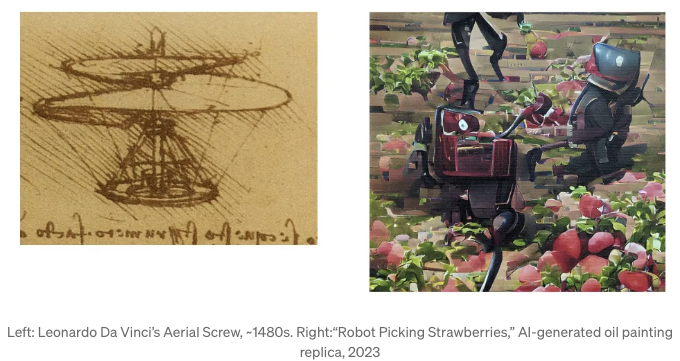 Left: Leonardo Da Vinci's Aerial Screw, ~1480s. Right:“Robot Picking Strawberries,” AI-generated oil painting
replica, 2023